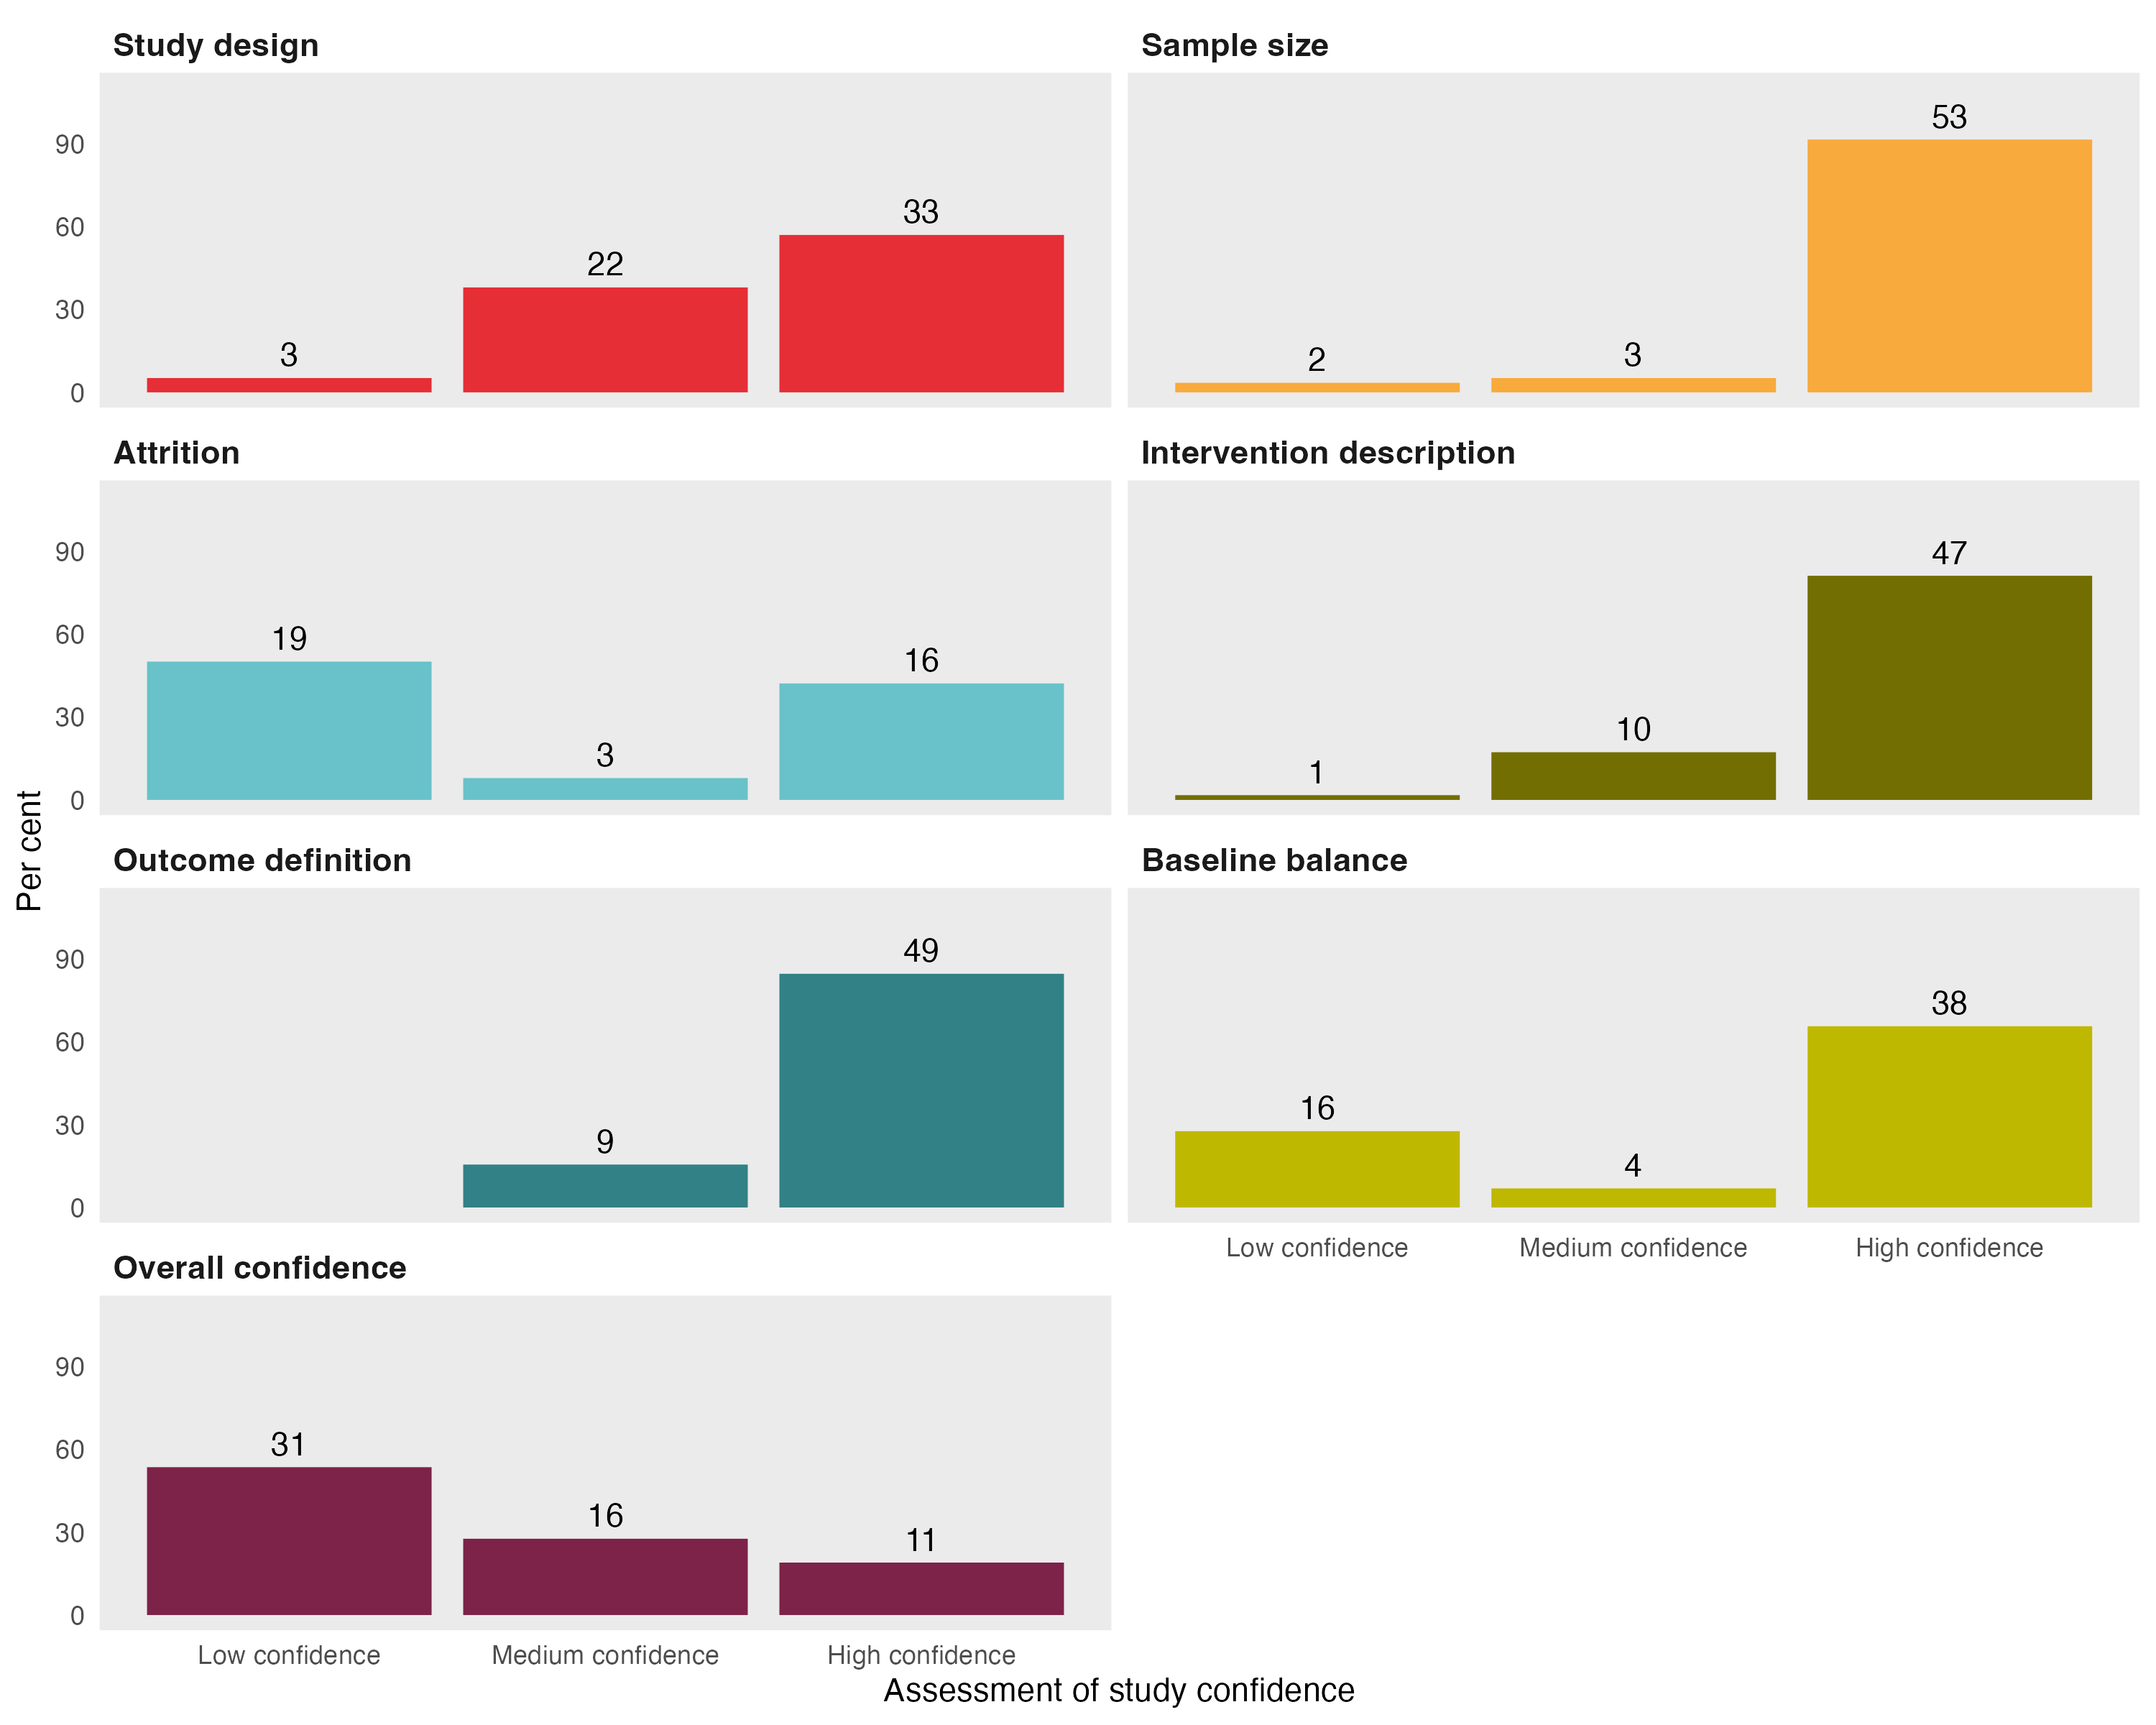 Study design
Sample size
90
60
30
0
3
22
33
2
3
53
Attrition
Intervention description
90
60
30
0
19
3
16
1
10
47
Outcome definition
Baseline balance
90
60
30
0
9
49
16
4
38
Low confidence
Medium confidence
High confidence
Overall confidence
90
60
30
0
31
16
11
Low confidence
Medium confidence
High confidence
Per cent
Assessment of study confidence